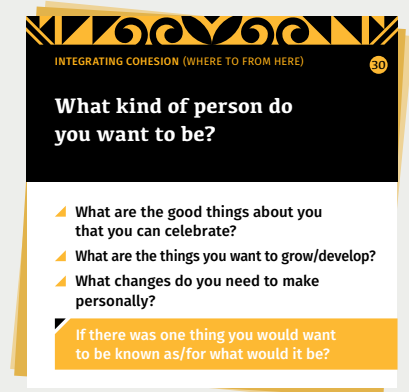 INTEGRATING COHESION (WHERE TO FROM HERE)
30
What kind of person do
you want to be?
What are the good things about you
that you can celebrate?
What are the things you want to grow/develop?
What changes do you need to make
personally?
If there was one thing you would want
to be known as/for what would it be?